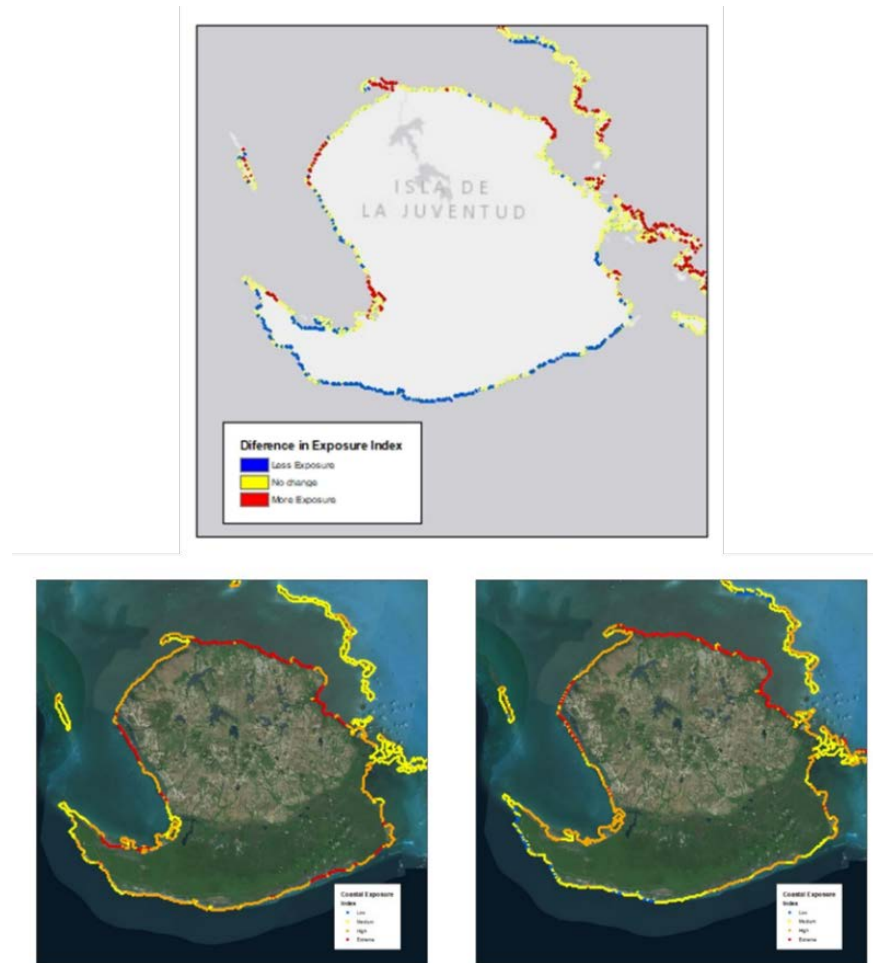 ISLA DE
LA JUVENTUD
Diference in Exposure Index
Less Exposure
No change
More Exposure
Coastal Exposure
Index
Low
Medium
High
Extreme
Coastal Exposure
Index
Low
Medium
High
Extreme